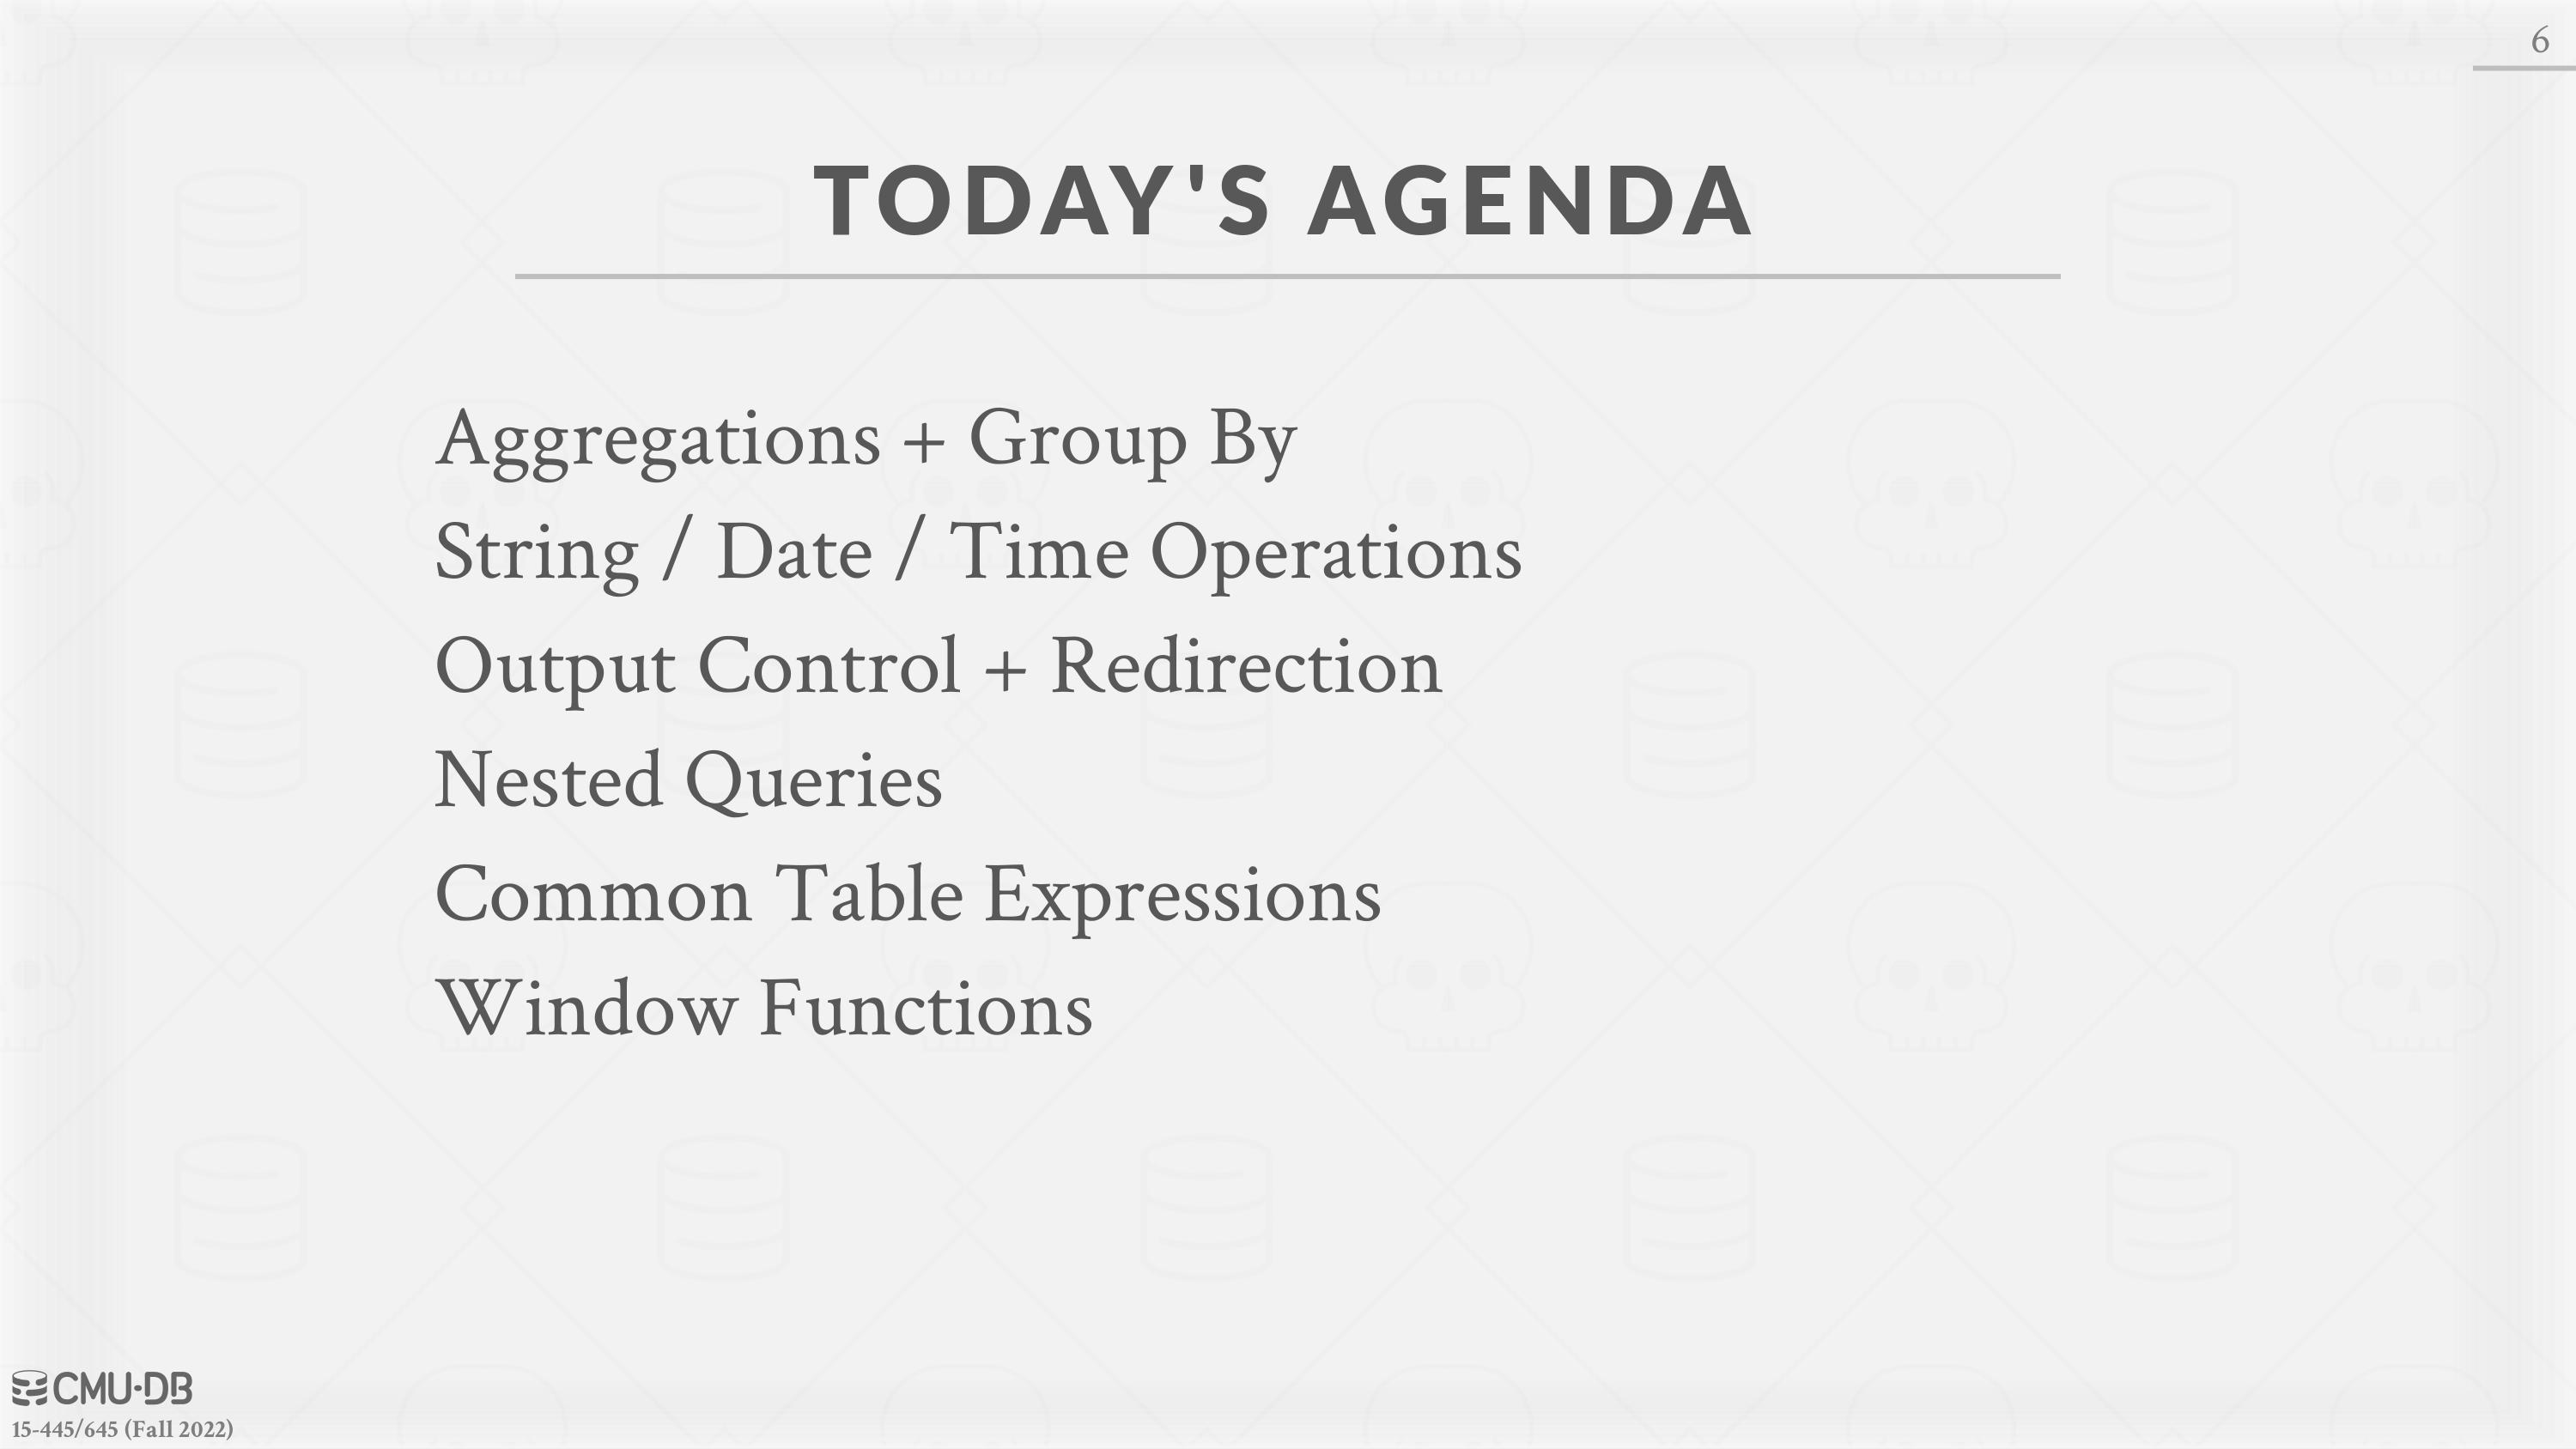 6
TODAY'S AGENDA
Aggregations + Group By
String / Date / Time Operations
Output Control + Redirection
Nested Queries
Common Table Expressions
Window Functions
CMU·DB
15-445/645 (Fall 2022)